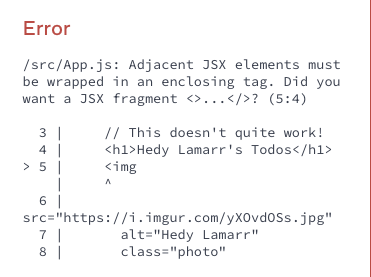 Error
/src/App.js: Adjacent JSX elements must
be wrapped in an enclosing tag. Did you
want a JSX fragment <>...</>? (5:4)
  3 |     // This doesn't quite work!
  4 |     <h1>Hedy Lamarr's Todos</h1>
> 5 |     <img
    |     ^
  6 |
src="https://i.imgur.com/yXOvdOSs.jpg"
  7 |       alt="Hedy Lamarr"
  8 |       class="photo"